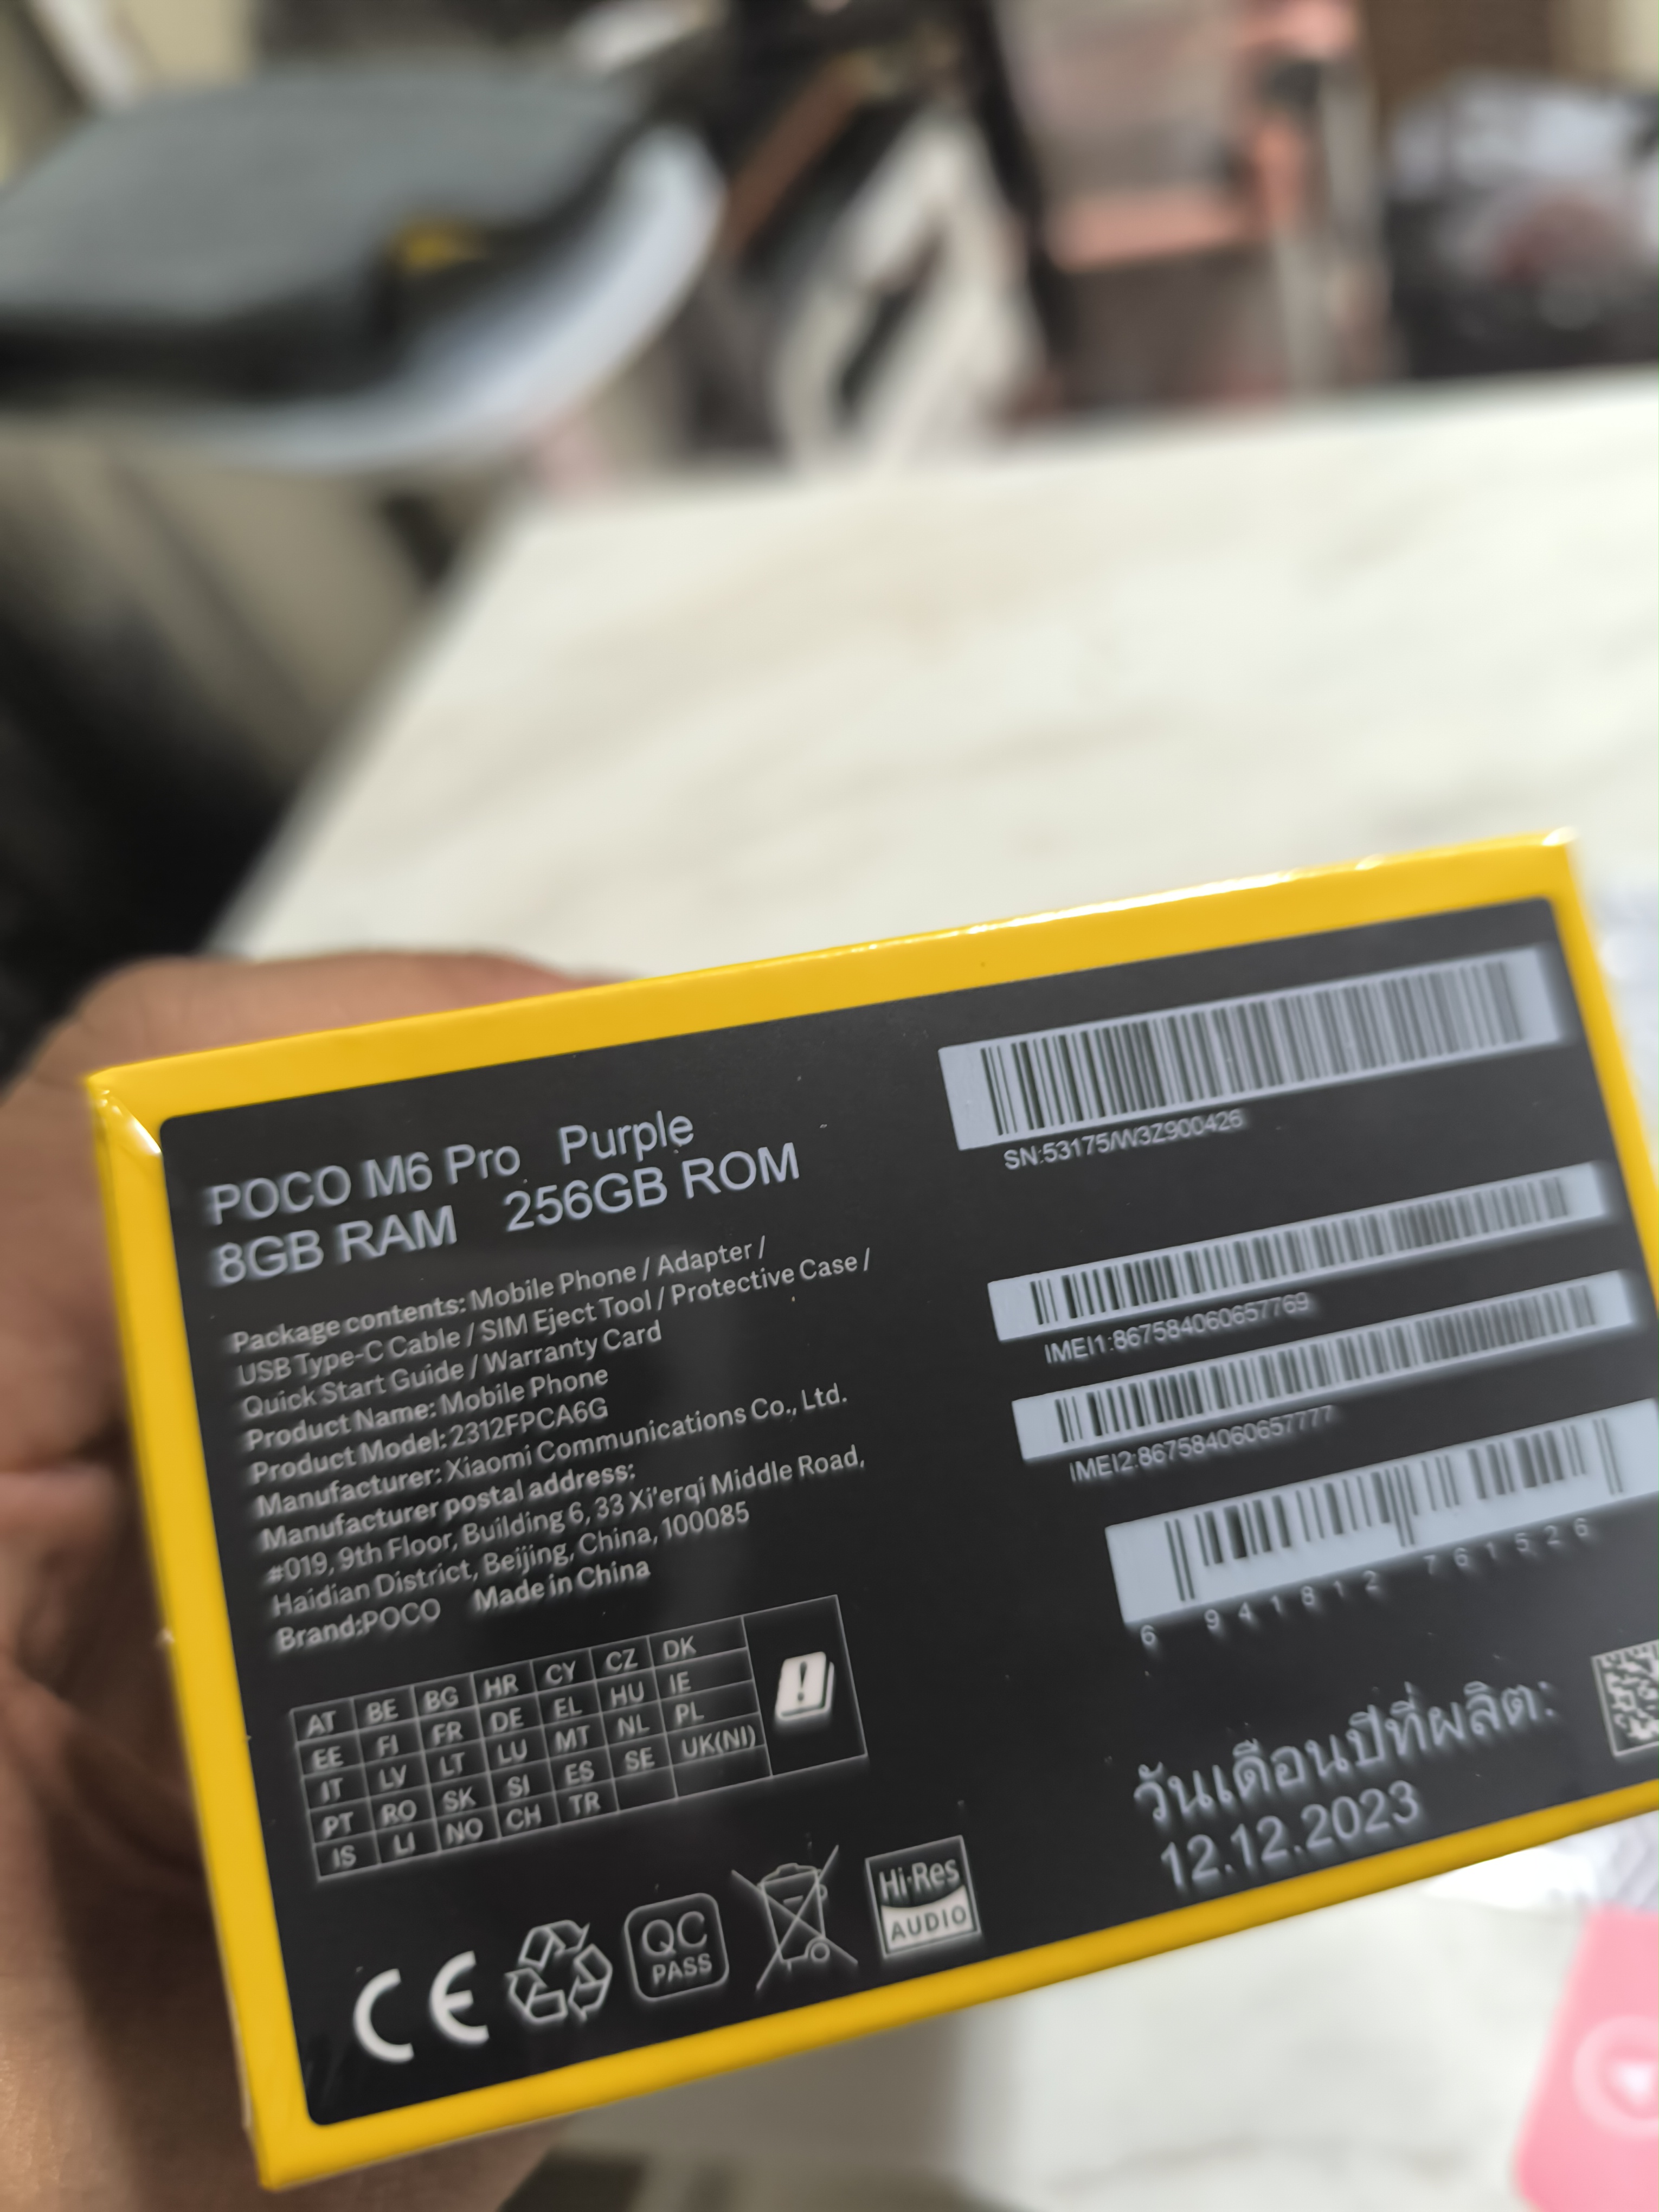 POCO M6 Pro Purple
8GB RAM 256GB ROM
Package contents: Mobile Phone / Adapter /
USB Type-C Cable / SIM Eject Tool / Protective Case /
Quick Start Guide / Warranty Card
Product Name: Mobile Phone
Product Model: 2312FPCA6G
Manufacturer: Xiaomi Communications Co., Ltd.
Manufacturer postal address:
#019, 9th Floor, Building 6, 33 Xi'erqi Middle Road,
Haidian District, Beijing, China, 100085
Brand:POCO Made in China
AT BE BG HR CY CZ DK
EE FI FR DE EL HU IE
IT LV LT LU MT NL PL
PT RO SK SI ES SE UK(NI)
IS LI NO CH TR
CE
QC
PASS
Hi-Res
AUDIO
SN:53175/W3Z900426
IMEI1:867584060657769
IMEI2:867584060657777
6 941812 761526
วันเดือนปีที่ผลิต:
12.12.2023